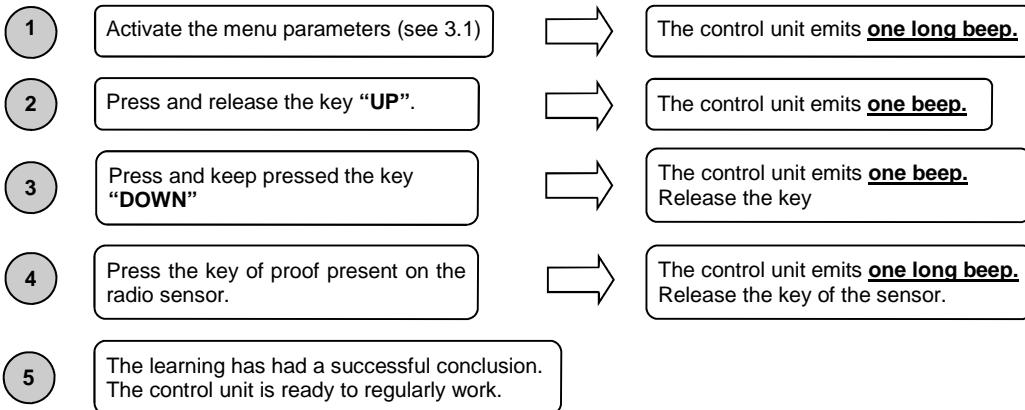 1
Activate the menu parameters (see 3.1)
The control unit emits one long beep.
2
Press and release the key “UP”.
The control unit emits one beep.
3
Press and keep pressed the key
“DOWN”
The control unit emits one beep.
Release the key
4
Press the key of proof present on the
radio sensor.
The control unit emits one long beep.
Release the key of the sensor.
5
The learning has had a successful conclusion.
The control unit is ready to regularly work.